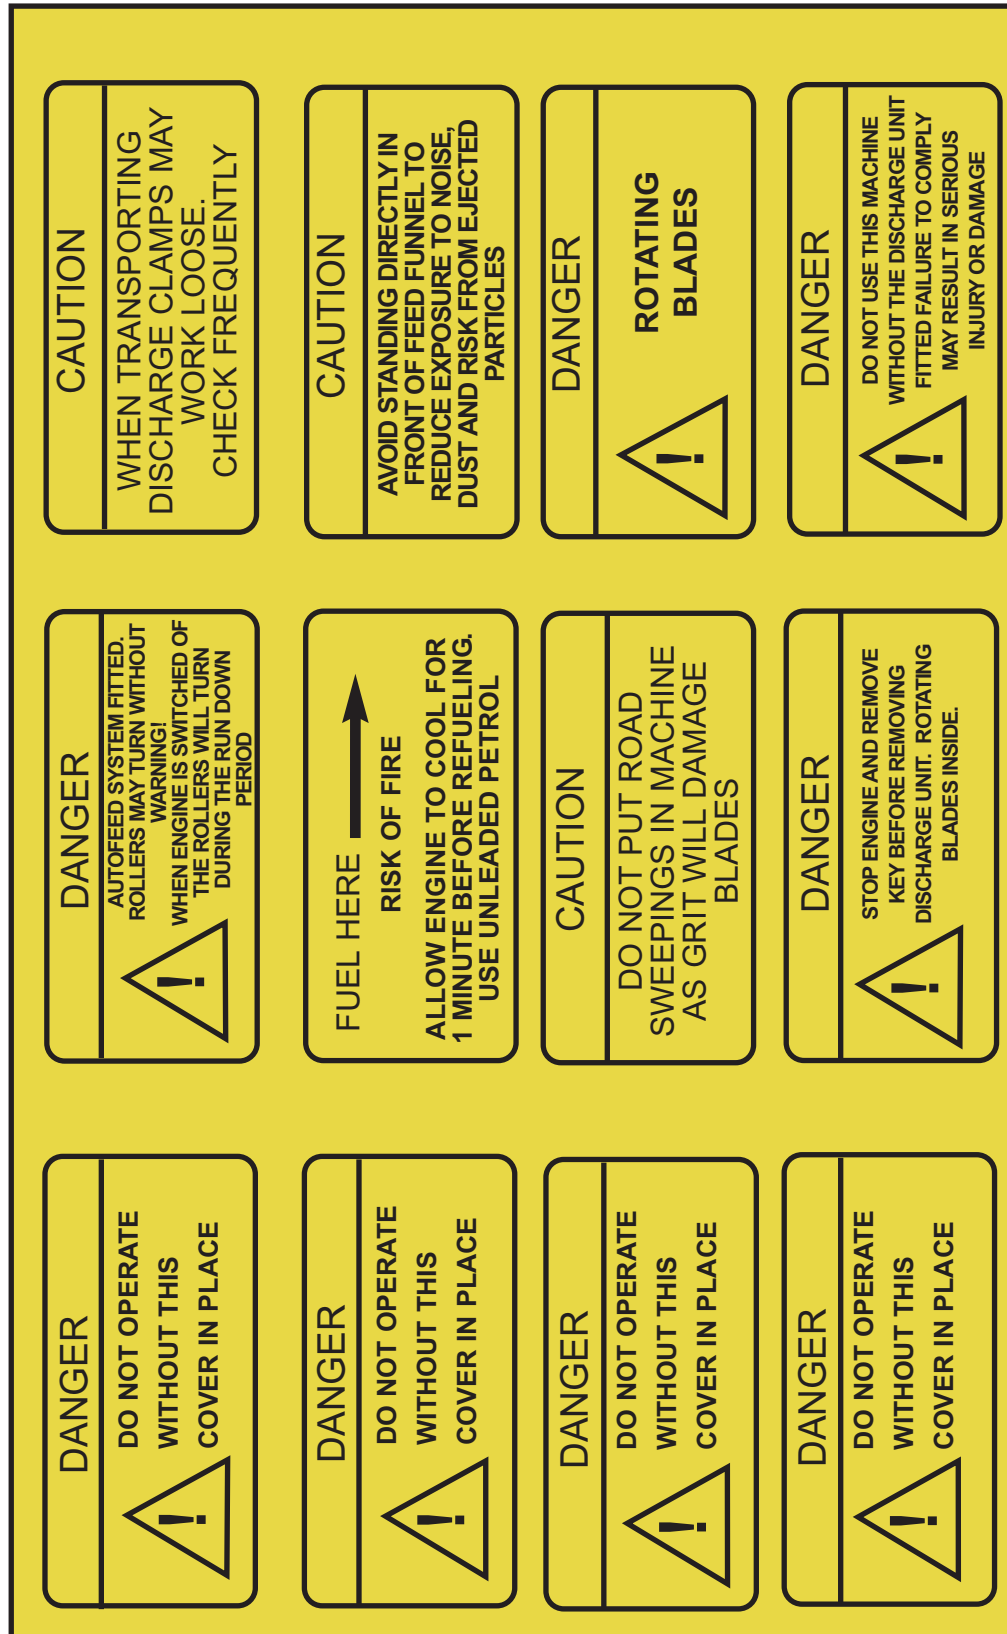 DANGER
DO NOT OPERATE
WITHOUT THIS
COVER IN PLACE
DANGER
AUTOFEED SYSTEM FITTED.
ROLLERS MAY TURN WITHOUT
WARNING!
WHEN ENGINE IS SWITCHED OF
THE ROLLERS WILL TURN
DURING THE RUN DOWN
PERIOD
CAUTION
WHEN TRANSPORTING
DISCHARGE CLAMPS MAY
WORK LOOSE.
CHECK FREQUENTLY
DANGER
DO NOT OPERATE
WITHOUT THIS
COVER IN PLACE
FUEL HERE
RISK OF FIRE
ALLOW ENGINE TO COOL FOR
1 MINUTE BEFORE REFUELING.
USE UNLEADED PETROL
CAUTION
AVOID STANDING DIRECTLY IN
FRONT OF FEED FUNNEL TO
REDUCE EXPOSURE TO NOISE,
DUST AND RISK FROM EJECTED
PARTICLES
DANGER
DO NOT OPERATE
WITHOUT THIS
COVER IN PLACE
CAUTION
DO NOT PUT ROAD
SWEEPINGS IN MACHINE
AS GRIT WILL DAMAGE
BLADES
DANGER
ROTATING
BLADES
DANGER
DO NOT OPERATE
WITHOUT THIS
COVER IN PLACE
DANGER
STOP ENGINE AND REMOVE
KEY BEFORE REMOVING
DISCHARGE UNIT. ROTATING
BLADES INSIDE.
DANGER
DO NOT USE THIS MACHINE
WITHOUT THE DISCHARGE UNIT
FITTED FAILURE TO COMPLY
MAY RESULT IN SERIOUS
INJURY OR DAMAGE